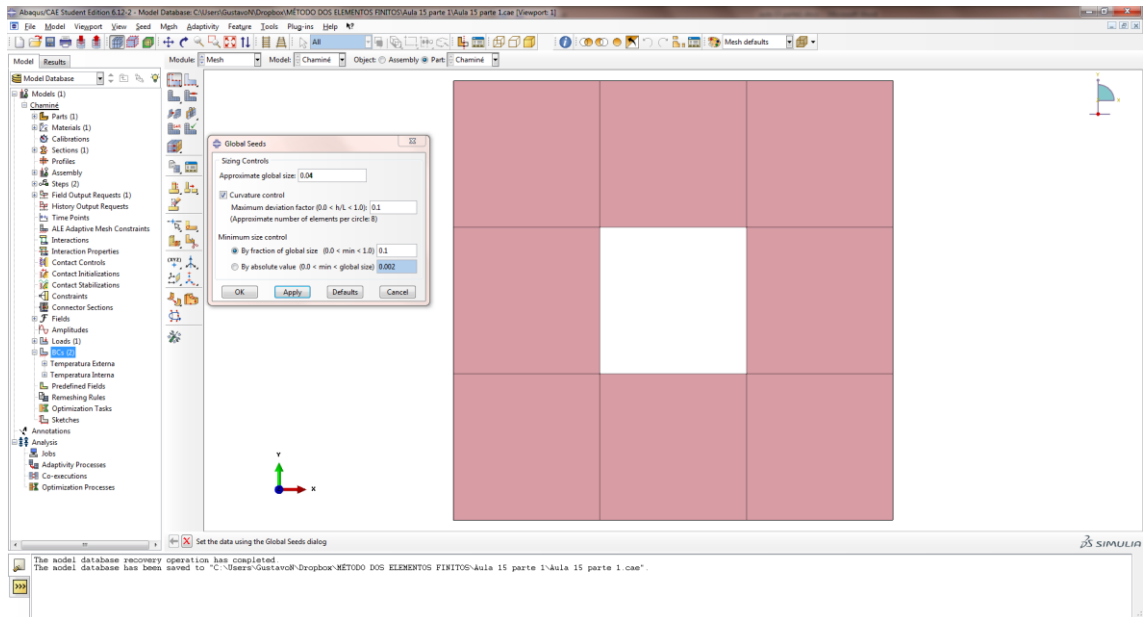 Abaqus/CAE Student Edition 6.12-2 - Model Database: C:\Users\GustavoN\Dropbox\MÉTODO DOS ELEMENTOS FINITOS\Aula 15 parte 1\Aula 15 parte 1.cae [Viewport: 1]
File Model Viewport View Seed Mesh Adaptivity Feature Tools Plug-ins Help
All
Mesh defaults
Model Results
Module: Mesh Model: Chaminé Object: Assembly Part: Chaminé
Model Database
Models (1)
Chaminé
Parts (1)
Materials (1)
Calibrations
Sections (1)
Profiles
Assembly
Steps (2)
Field Output Requests (1)
History Output Requests
Time Points
ALE Adaptive Mesh Constraints
Interactions
Interaction Properties
Contact Controls
Contact Initializations
Contact Stabilizations
Constraints
Connector Sections
Fields
Amplitudes
Loads (1)
BCs (2)
Temperatura Externa
Temperatura Interna
Predefined Fields
Remeshing Rules
Optimization Tasks
Sketches
Annotations
Analysis
Jobs
Adaptivity Processes
Co-executions
Optimization Processes
Global Seeds
Sizing Controls
Approximate global size: 0.04
Curvature control
Maximum deviation factor (0.0 < h/L < 1.0): 0.1
(Approximate number of elements per circle: 8)
Minimum size control
By fraction of global size (0.0 < min < 1.0) 0.1
By absolute value (0.0 < min < global size) 0.002
OK Apply Defaults Cancel
Y
X
Set the data using the Global Seeds dialog
SIMULIA
The model database recovery operation has completed.
The model database has been saved to "C:\Users\GustavoN\Dropbox\MÉTODO DOS ELEMENTOS FINITOS\Aula 15 parte 1\Aula 15 parte 1.cae".
>>>